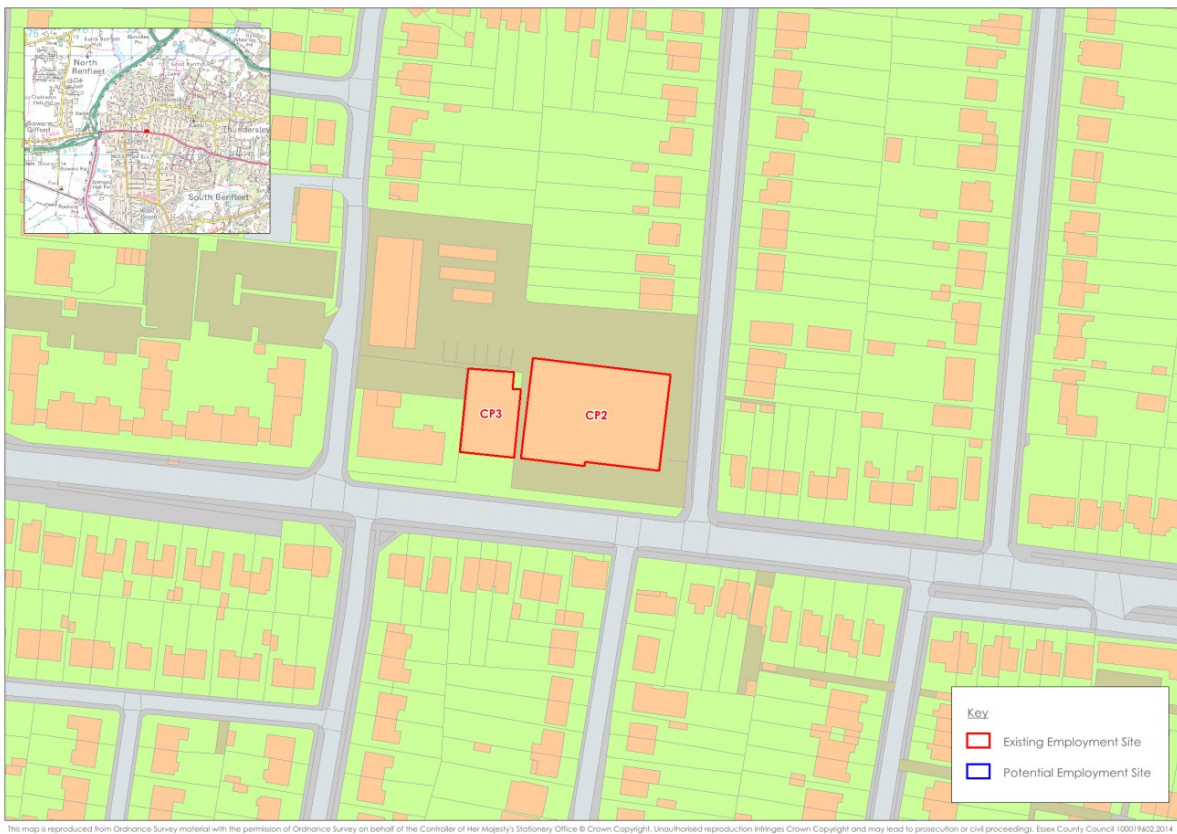 North
Benfleet
Bowers
Gifford
Thundersley
South Benfleet
CP3
CP2
Key
Existing Employment Site
Potential Employment Site
This map is reproduced from Ordnance Survey material with the permission of Ordnance Survey on behalf of the Controller of Her Majesty's Stationery Office © Crown Copyright. Unauthorised reproduction infringes Crown Copyright and may lead to prosecution or civil proceedings. Essex County Council 100019602,2014